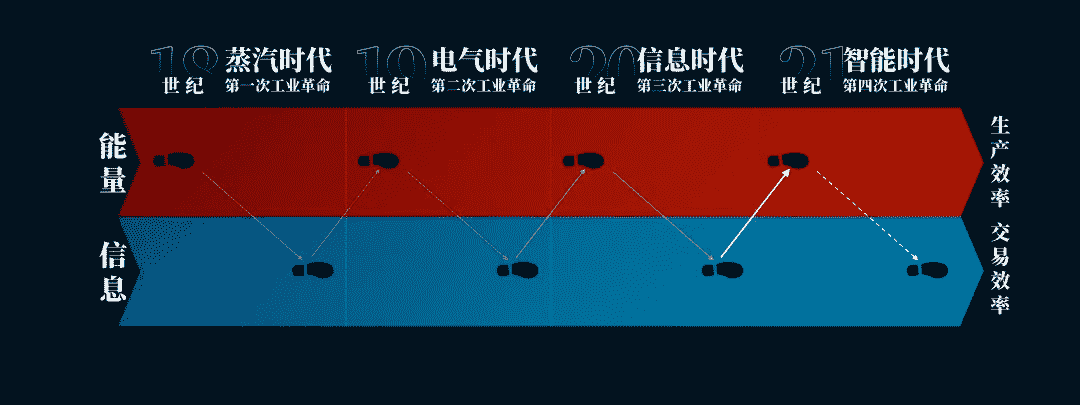 18 蒸汽时代
世纪 第一次工业革命
19 电气时代
世纪 第二次工业革命
20 信息时代
世纪 第三次工业革命
21 智能时代
世纪 第四次工业革命
能量
生产效率
信息
交易效率